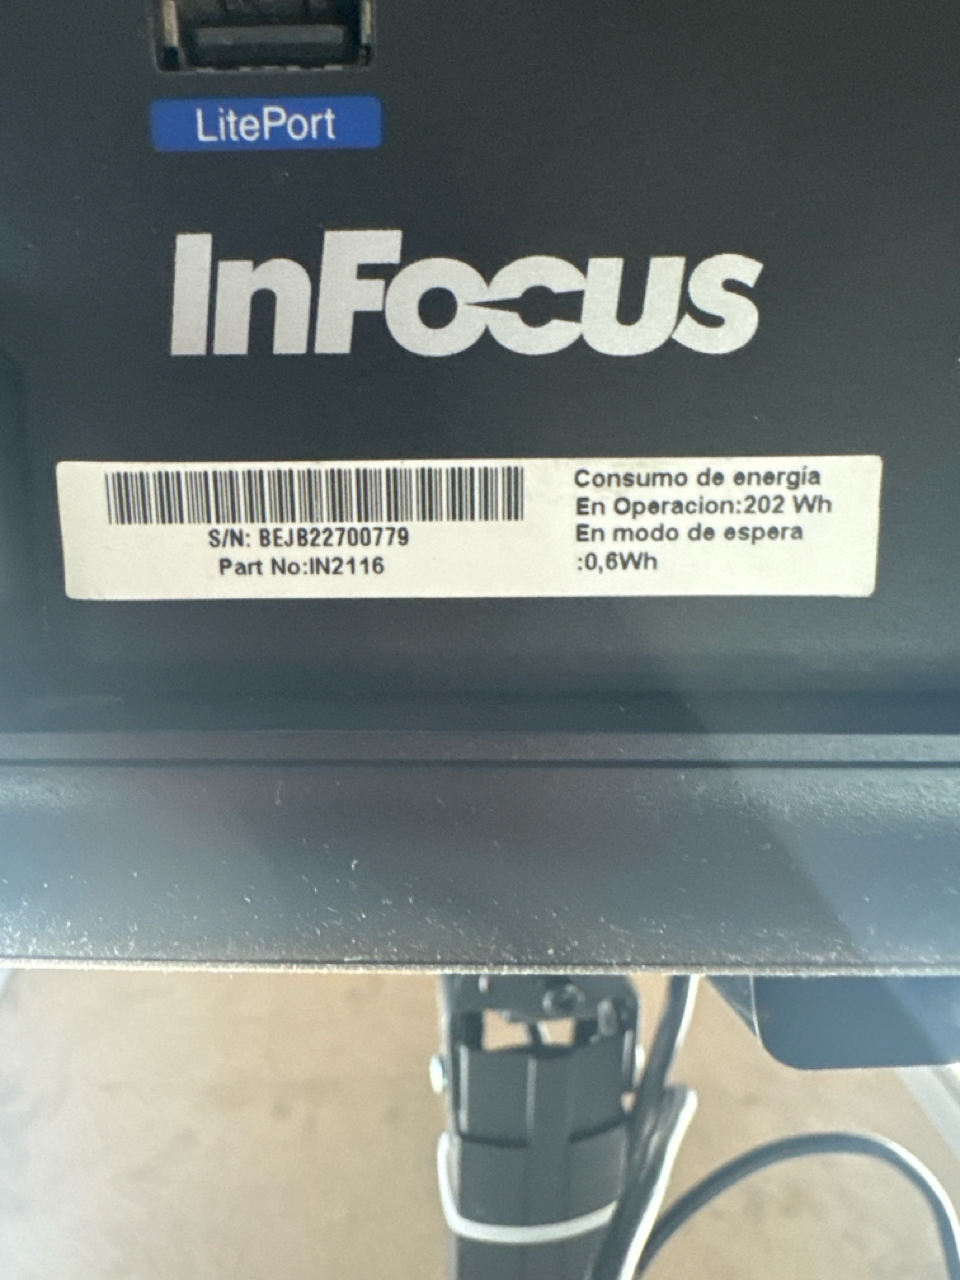 LitePort
InFocus
S/N: BEJB22700779
Part No:IN2116
Consumo de energía
En Operacion:202 Wh
En modo de espera
:0,6Wh